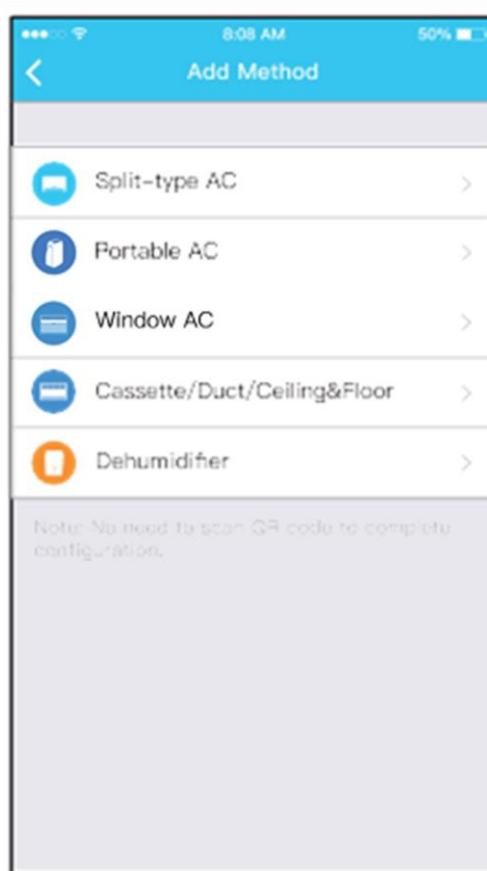 8:08 AM
50%
Add Method
Split-type AC
Portable AC
Window AC
Cassette/Duct/Ceiling&Floor
Dehumidifier
Note: No need to scan QR code to complete
configuration.